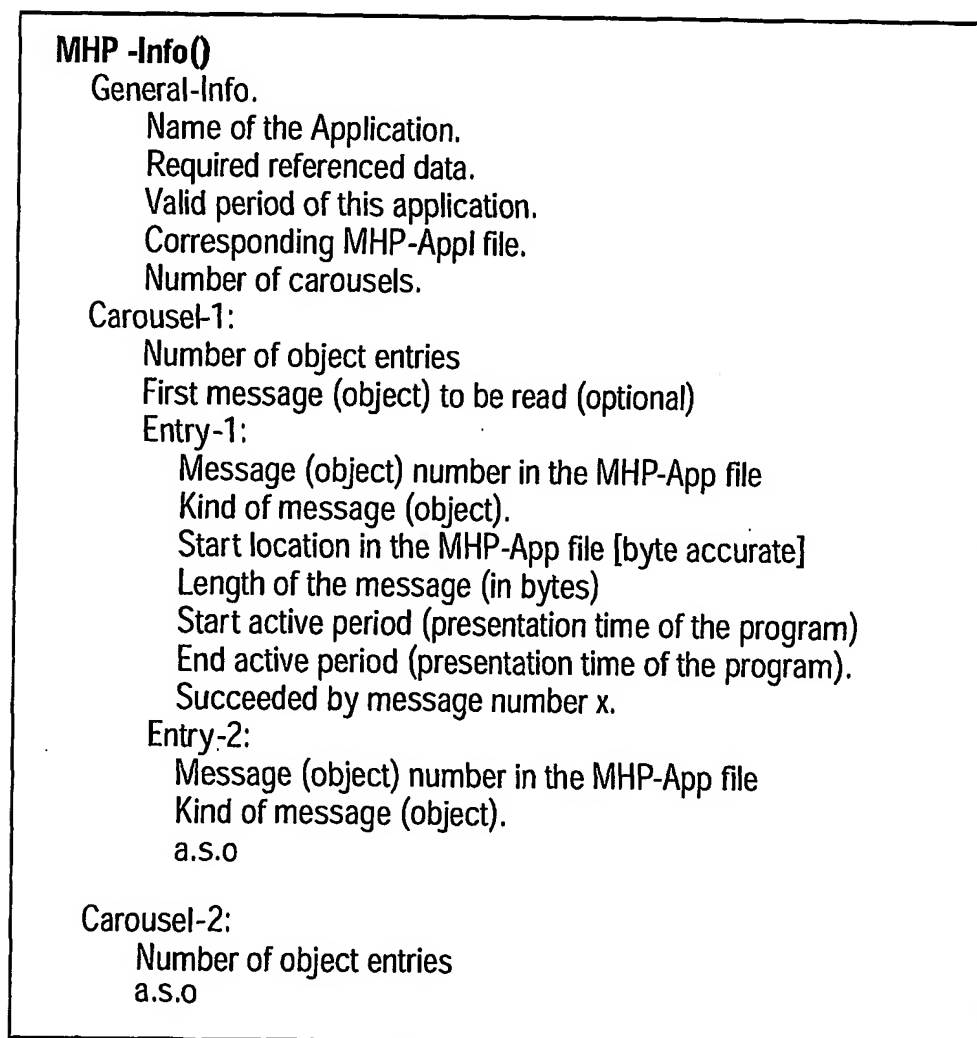 MHP -Info()
General-Info.
Name of the Application.
Required referenced data.
Valid period of this application.
Corresponding MHP-Appl file.
Number of carousels.
Carousel-1:
Number of object entries
First message (object) to be read (optional)
Entry-1:
Message (object) number in the MHP-App file
Kind of message (object).
Start location in the MHP-App file [byte accurate]
Length of the message (in bytes)
Start active period (presentation time of the program)
End active period (presentation time of the program).
Succeeded by message number x.
Entry-2:
Message (object) number in the MHP-App file
Kind of message (object).
a.s.o
Carousel-2:
Number of object entries
a.s.o